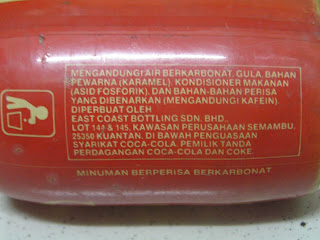 MENGANDUNGI AIR BERKARBONAT, GULA, BAHAN
PEWARNA (KARAMEL), KONDISIONER MAKANAN
(ASID FOSFORIK), DAN BAHAN-BAHAN PERISA
YANG DIBENARKAN (MENGANDUNGI KAFEIN).
DIPERBUAT OLEH
EAST COAST BOTTLING SDN. BHD.,
LOT 144 & 145, KAWASAN PERUSAHAAN SEMAMBU,
25350 KUANTAN. DI BAWAH PENGUASAAN
SYARIKAT COCA-COLA. PEMILIK TANDA
PERDAGANGAN COCA-COLA DAN COKE.
MINUMAN BERPERISA BERKARBONAT